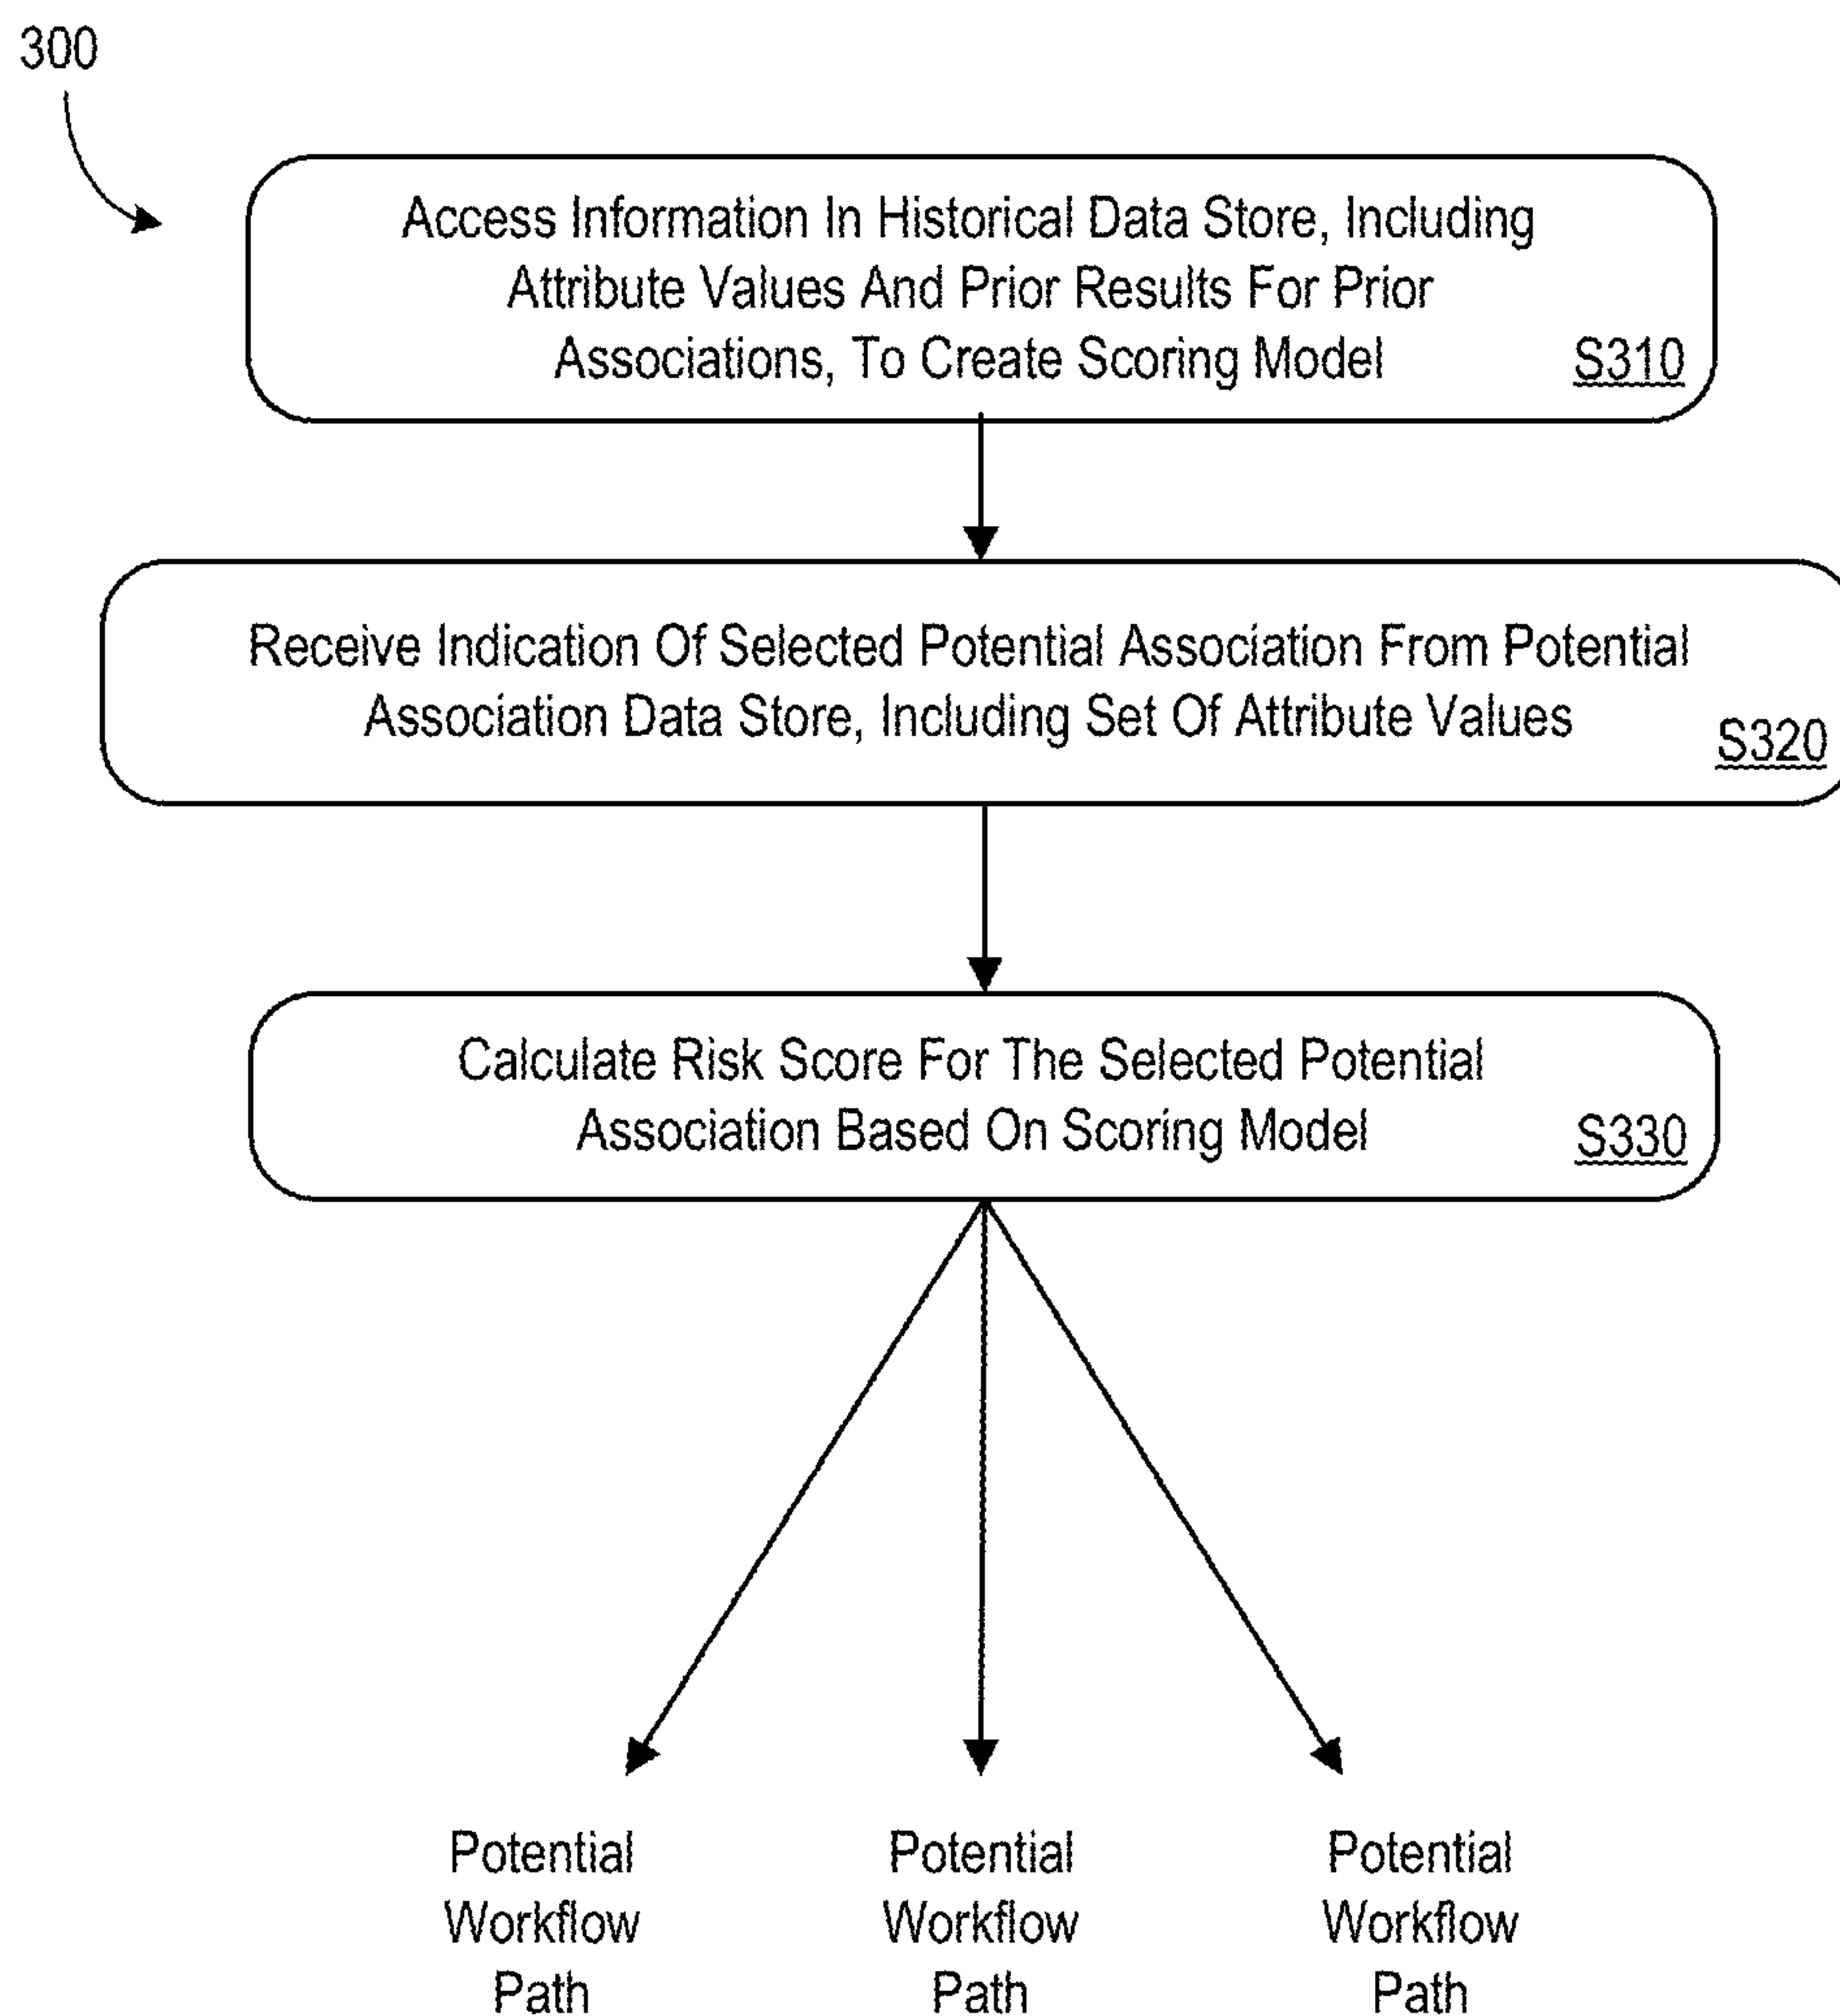 300
Access Information In Historical Data Store, Including
Attribute Values And Prior Results For Prior
Associations, To Create Scoring Model
S310
Receive Indication Of Selected Potential Association From Potential
Association Data Store, Including Set Of Attribute Values
S320
Calculate Risk Score For The Selected Potential
Association Based On Scoring Model
S330
Potential
Workflow
Path
Potential
Workflow
Path
Potential
Workflow
Path